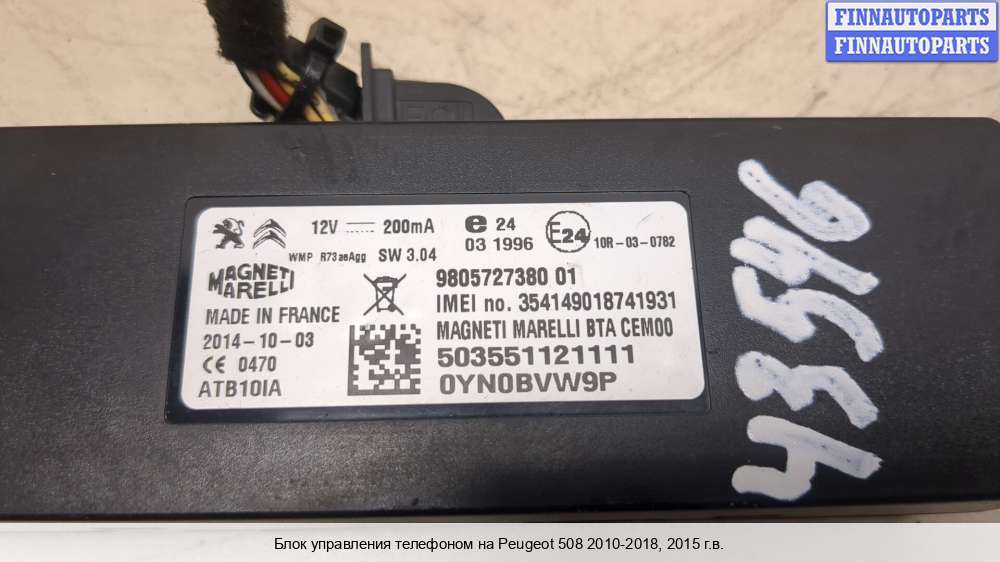 FINNAUTOPARTS
FINNAUTOPARTS
12V 200mA e 24 E24 10R-03-0782
03 1996
WMP R73aeAgg SW 3.04
MAGNETI
MARELLI
MADE IN FRANCE
2014-10-03
CE 0470
ATB10IA
9805727380 01
IMEI no. 354149018741931
MAGNETI MARELLI BTA CEM00
503551121111
0YN0BVW9P
43546
Блок управления телефоном на Peugeot 508 2010-2018, 2015 г.в.